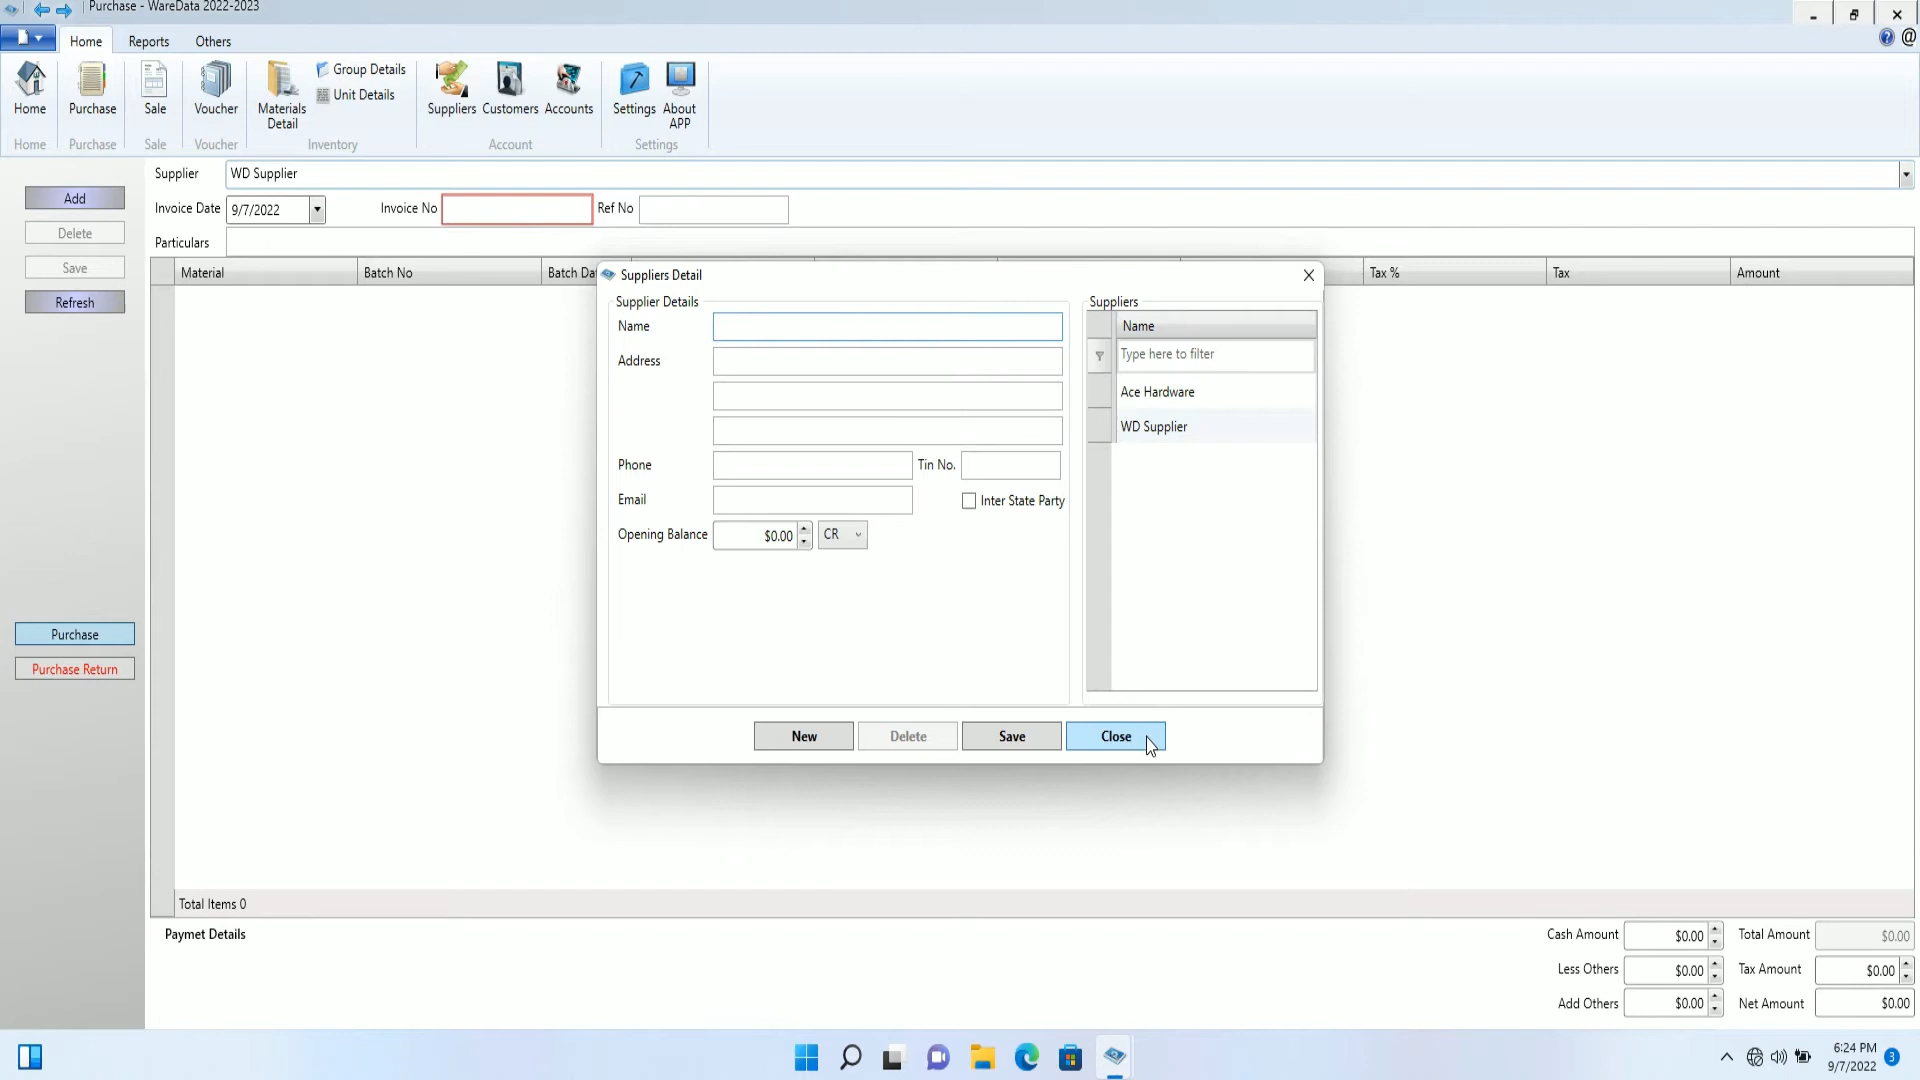 Purchase - WareData 2022-2023
Home Reports Others
@
Home
Purchase
Sale
Voucher
Materials Detail
Group Details
Unit Details
Suppliers
Customers
Accounts
Settings
About APP
Home Purchase Sale Voucher Inventory Account Settings
Add
Delete
Save
Refresh
Purchase
Purchase Return
Supplier WD Supplier
Invoice Date 9/7/2022 Invoice No Ref No
Particulars
Material Batch No Batch Da Tax % Tax Amount
Suppliers Detail
Supplier Details
Name
Address
Phone Tin No.
Email Inter State Party
Opening Balance $0.00 CR
Suppliers
Name
Type here to filter
Ace Hardware
WD Supplier
New Delete Save Close
Total Items 0
Paymet Details
Cash Amount $0.00 Total Amount $0.00
Less Others $0.00 Tax Amount $0.00
Add Others $0.00 Net Amount $0.00
6:24 PM
9/7/2022
3